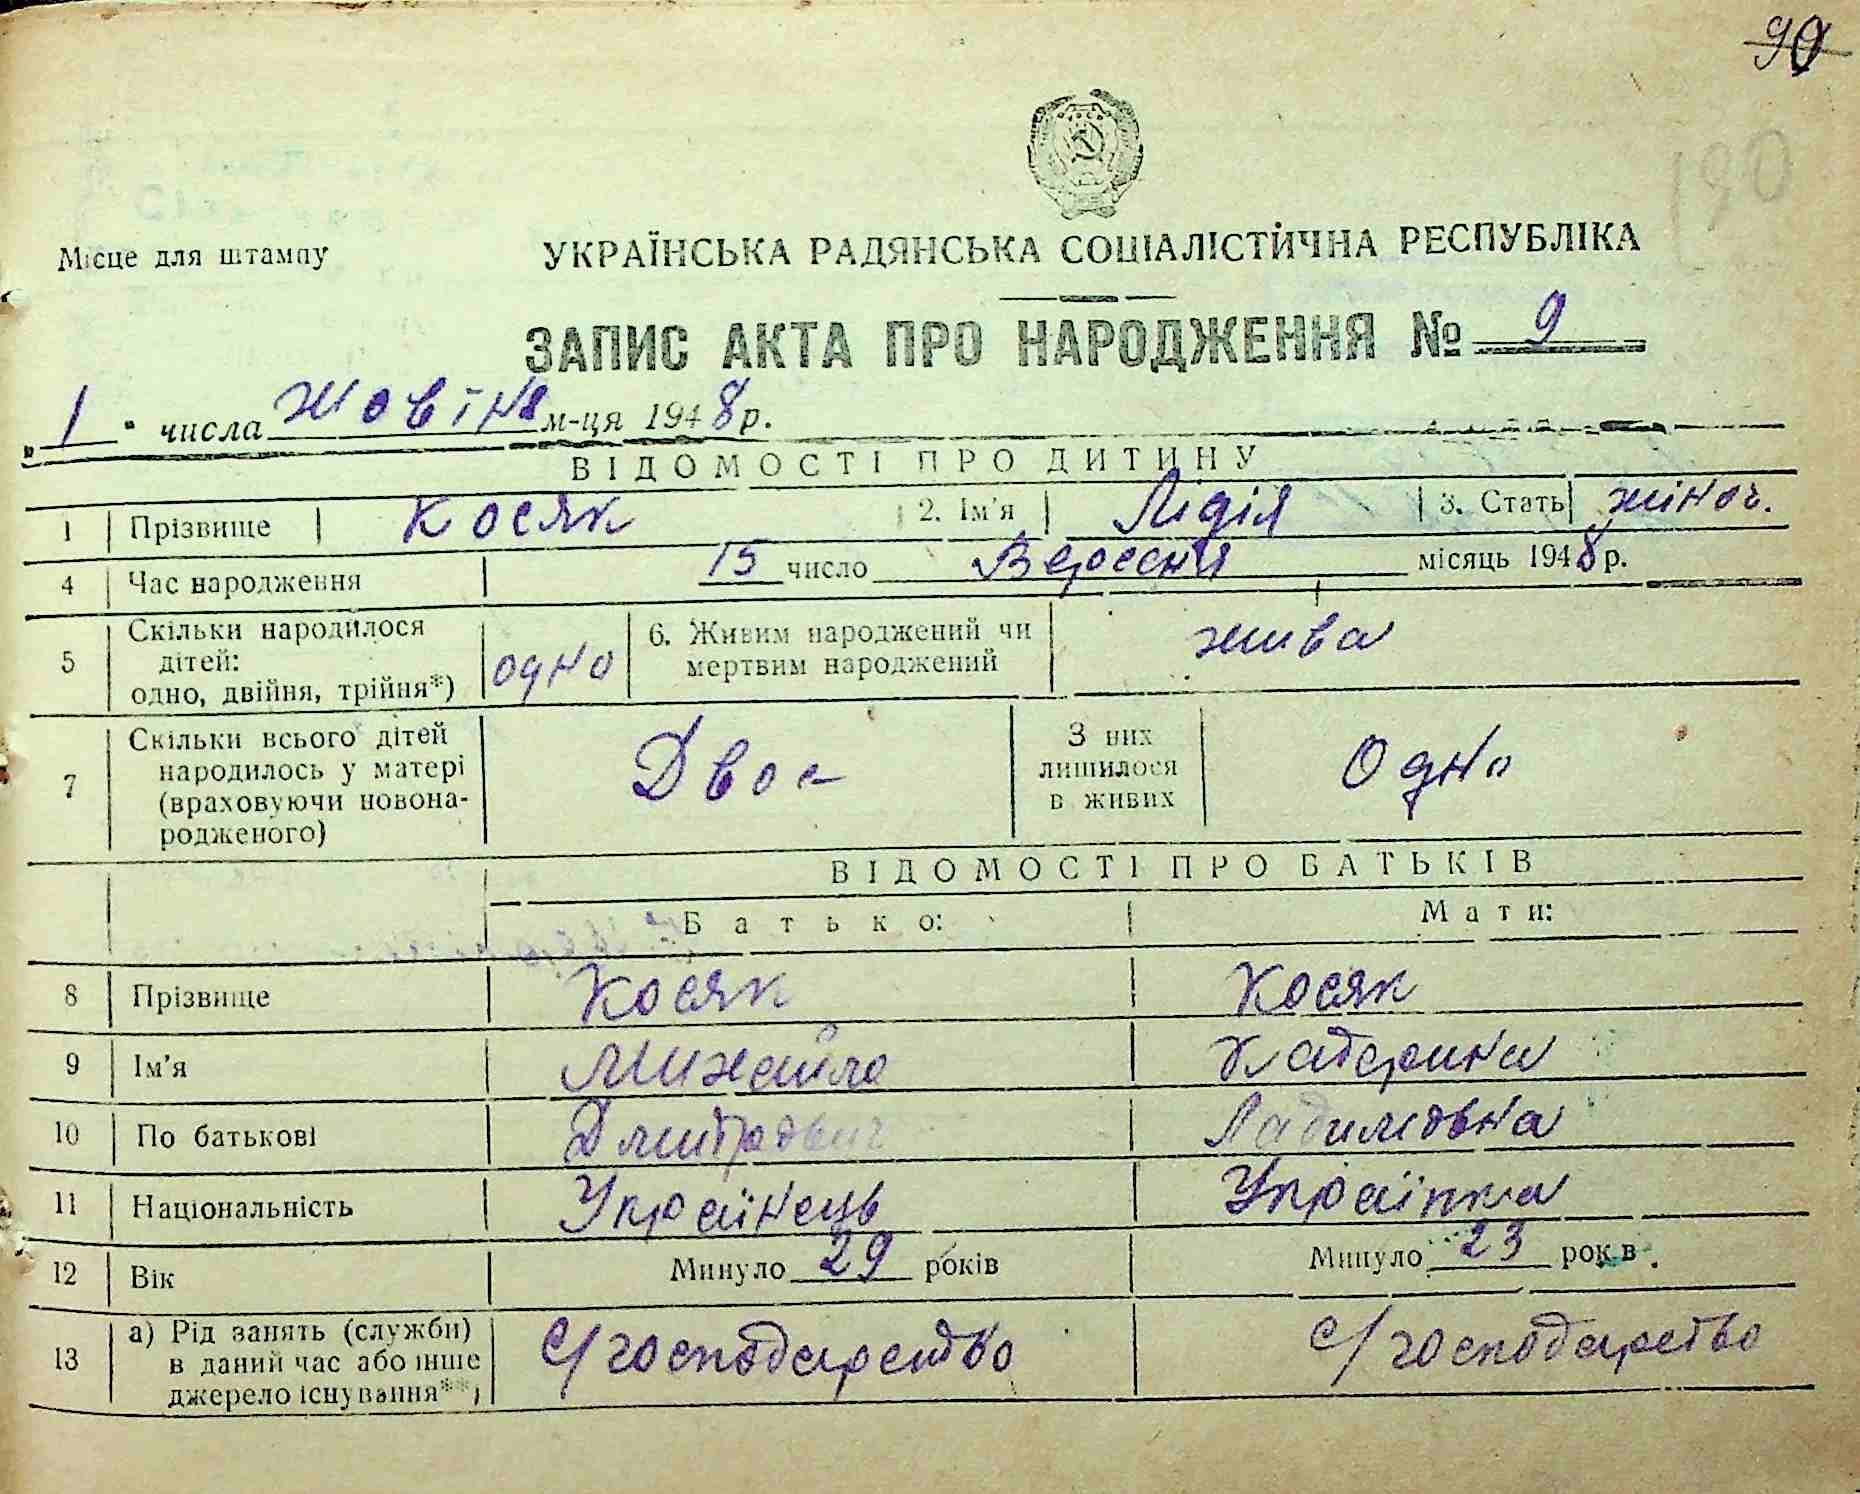 90
190
Місце для штампу
УКРАЇНСЬКА РАДЯНСЬКА СОЦІАЛІСТИЧНА РЕСПУБЛІКА
ЗАПИС АКТА ПРО НАРОДЖЕННЯ № 9
„1" числа Жовтня м-ця 1948 р.
ВІДОМОСТІ ПРО ДИТИНУ
1 Прізвище Косяк 2. Ім'я Лідія 3. Стать жіноч.
4 Час народження 15 число Вересня місяць 1948 р.
5 Скільки народилося дітей: одно, двійня, трійня*) одно 6. Живим народжений чи мертвим народжений жива
7 Скільки всього дітей народилось у матері (враховуючи новонародженого) Двоє З них лишилося в живих Одно
ВІДОМОСТІ ПРО БАТЬКІВ
Батько: Мати:
8 Прізвище Косяк Косяк
9 Ім'я Михайло Катерина
10 По батькові Дмитрович
11 Національність Українець Українка
12 Вік Минуло 29 років Минуло 23 років
13 а) Рід занять (служби) в даний час або інше джерело існування**) с/господарство с/господарство